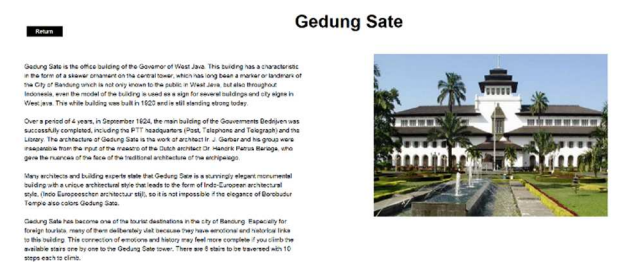 Gedung Sate
Return
Gedung Sate is the office building of the Governor of West Java. This building has a characteristic
in the form of a skewer ornament on the central tower, which has long been a marker or landmark of
the City of Bandung which is not only known to the public in West Java, but also throughout
Indonesia, even the model of the building is used as a sign for several buildings and city signs in
West java. This white building was built in 1920 and is still standing strong today.
Over a period of 4 years, in September 1924, the main building of the Gouverments Bedrijven was
successfully completed, including the PTT headquarters (Post, Telephone and Telegraph) and the
Library. The architecture of Gedung Sate is the work of architect Ir. J. Gerber and his group were
inseparable from the input of the maestro of the Dutch architect Dr. Hendrik Petrus Berlage, who
gave the nuances of the face of the traditional architecture of the archipelago.
Many architects and building experts state that Gedung Sate is a stunningly elegant monumental
building with a unique architectural style that leads to the form of Indo-European architectural
style, (Indo Europeeschen architectuur stijl), so it is not impossible if the elegance of Borobudur
Temple also colors Gedung Sate.
Gedung Sate has become one of the tourist destinations in the city of Bandung. Especially for
foreign tourists, many of them deliberately visit because they have emotional and historical links
to this building. This connection of emotions and history may feel more complete if you climb the
available stairs one by one to the Gedung Sate tower. There are 6 stairs to be traversed with 10
steps each to climb.